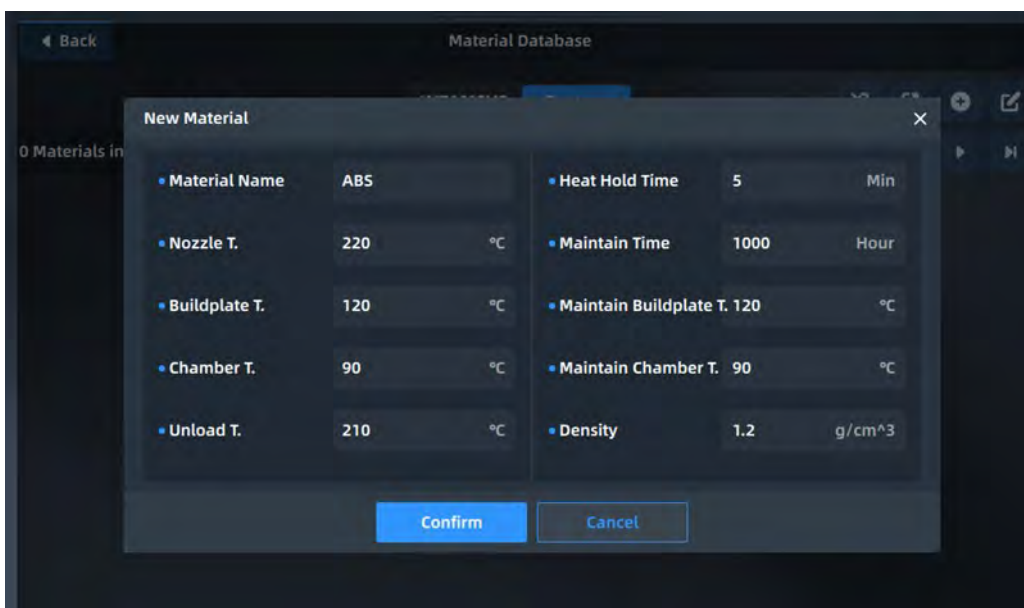 Back
Material Database
New Material
0 Materials in
Material Name ABS
Nozzle T. 220 °C
Buildplate T. 120 °C
Chamber T. 90 °C
Unload T. 210 °C
Heat Hold Time 5 Min
Maintain Time 1000 Hour
Maintain Buildplate T. 120 °C
Maintain Chamber T. 90 °C
Density 1.2 g/cm^3
Confirm
Cancel